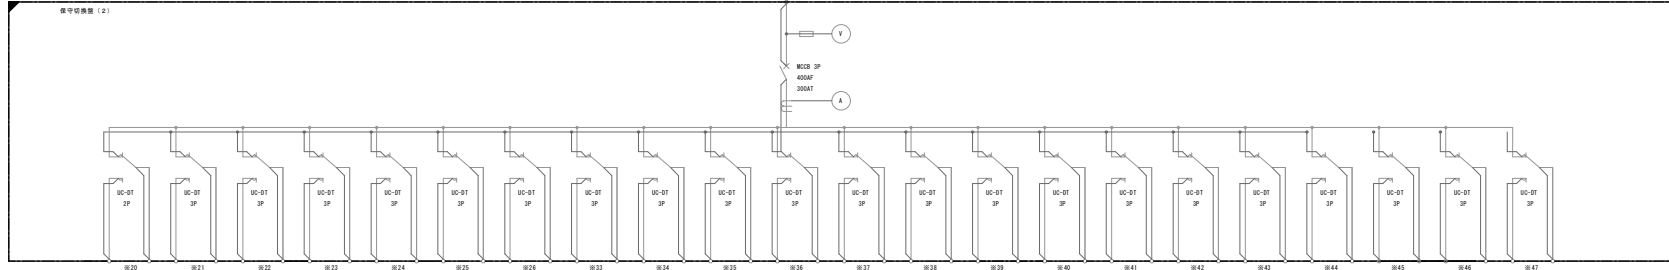 保守切換盤（2）
V
MCCB 3P
400AF
300AT
A
UC-DT UC-DT UC-DT UC-DT UC-DT UC-DT UC-DT UC-DT UC-DT UC-DT UC-DT UC-DT UC-DT UC-DT UC-DT UC-DT UC-DT UC-DT UC-DT UC-DT UC-DT UC-DT
2P 3P 3P 3P 3P 3P 3P 3P 3P 3P 3P 3P 3P 3P 3P 3P 3P 3P 3P 3P 3P 3P
※20 ※21 ※22 ※23 ※24 ※25 ※26 ※33 ※34 ※35 ※36 ※37 ※38 ※39 ※40 ※41 ※42 ※43 ※44 ※45 ※46 ※47